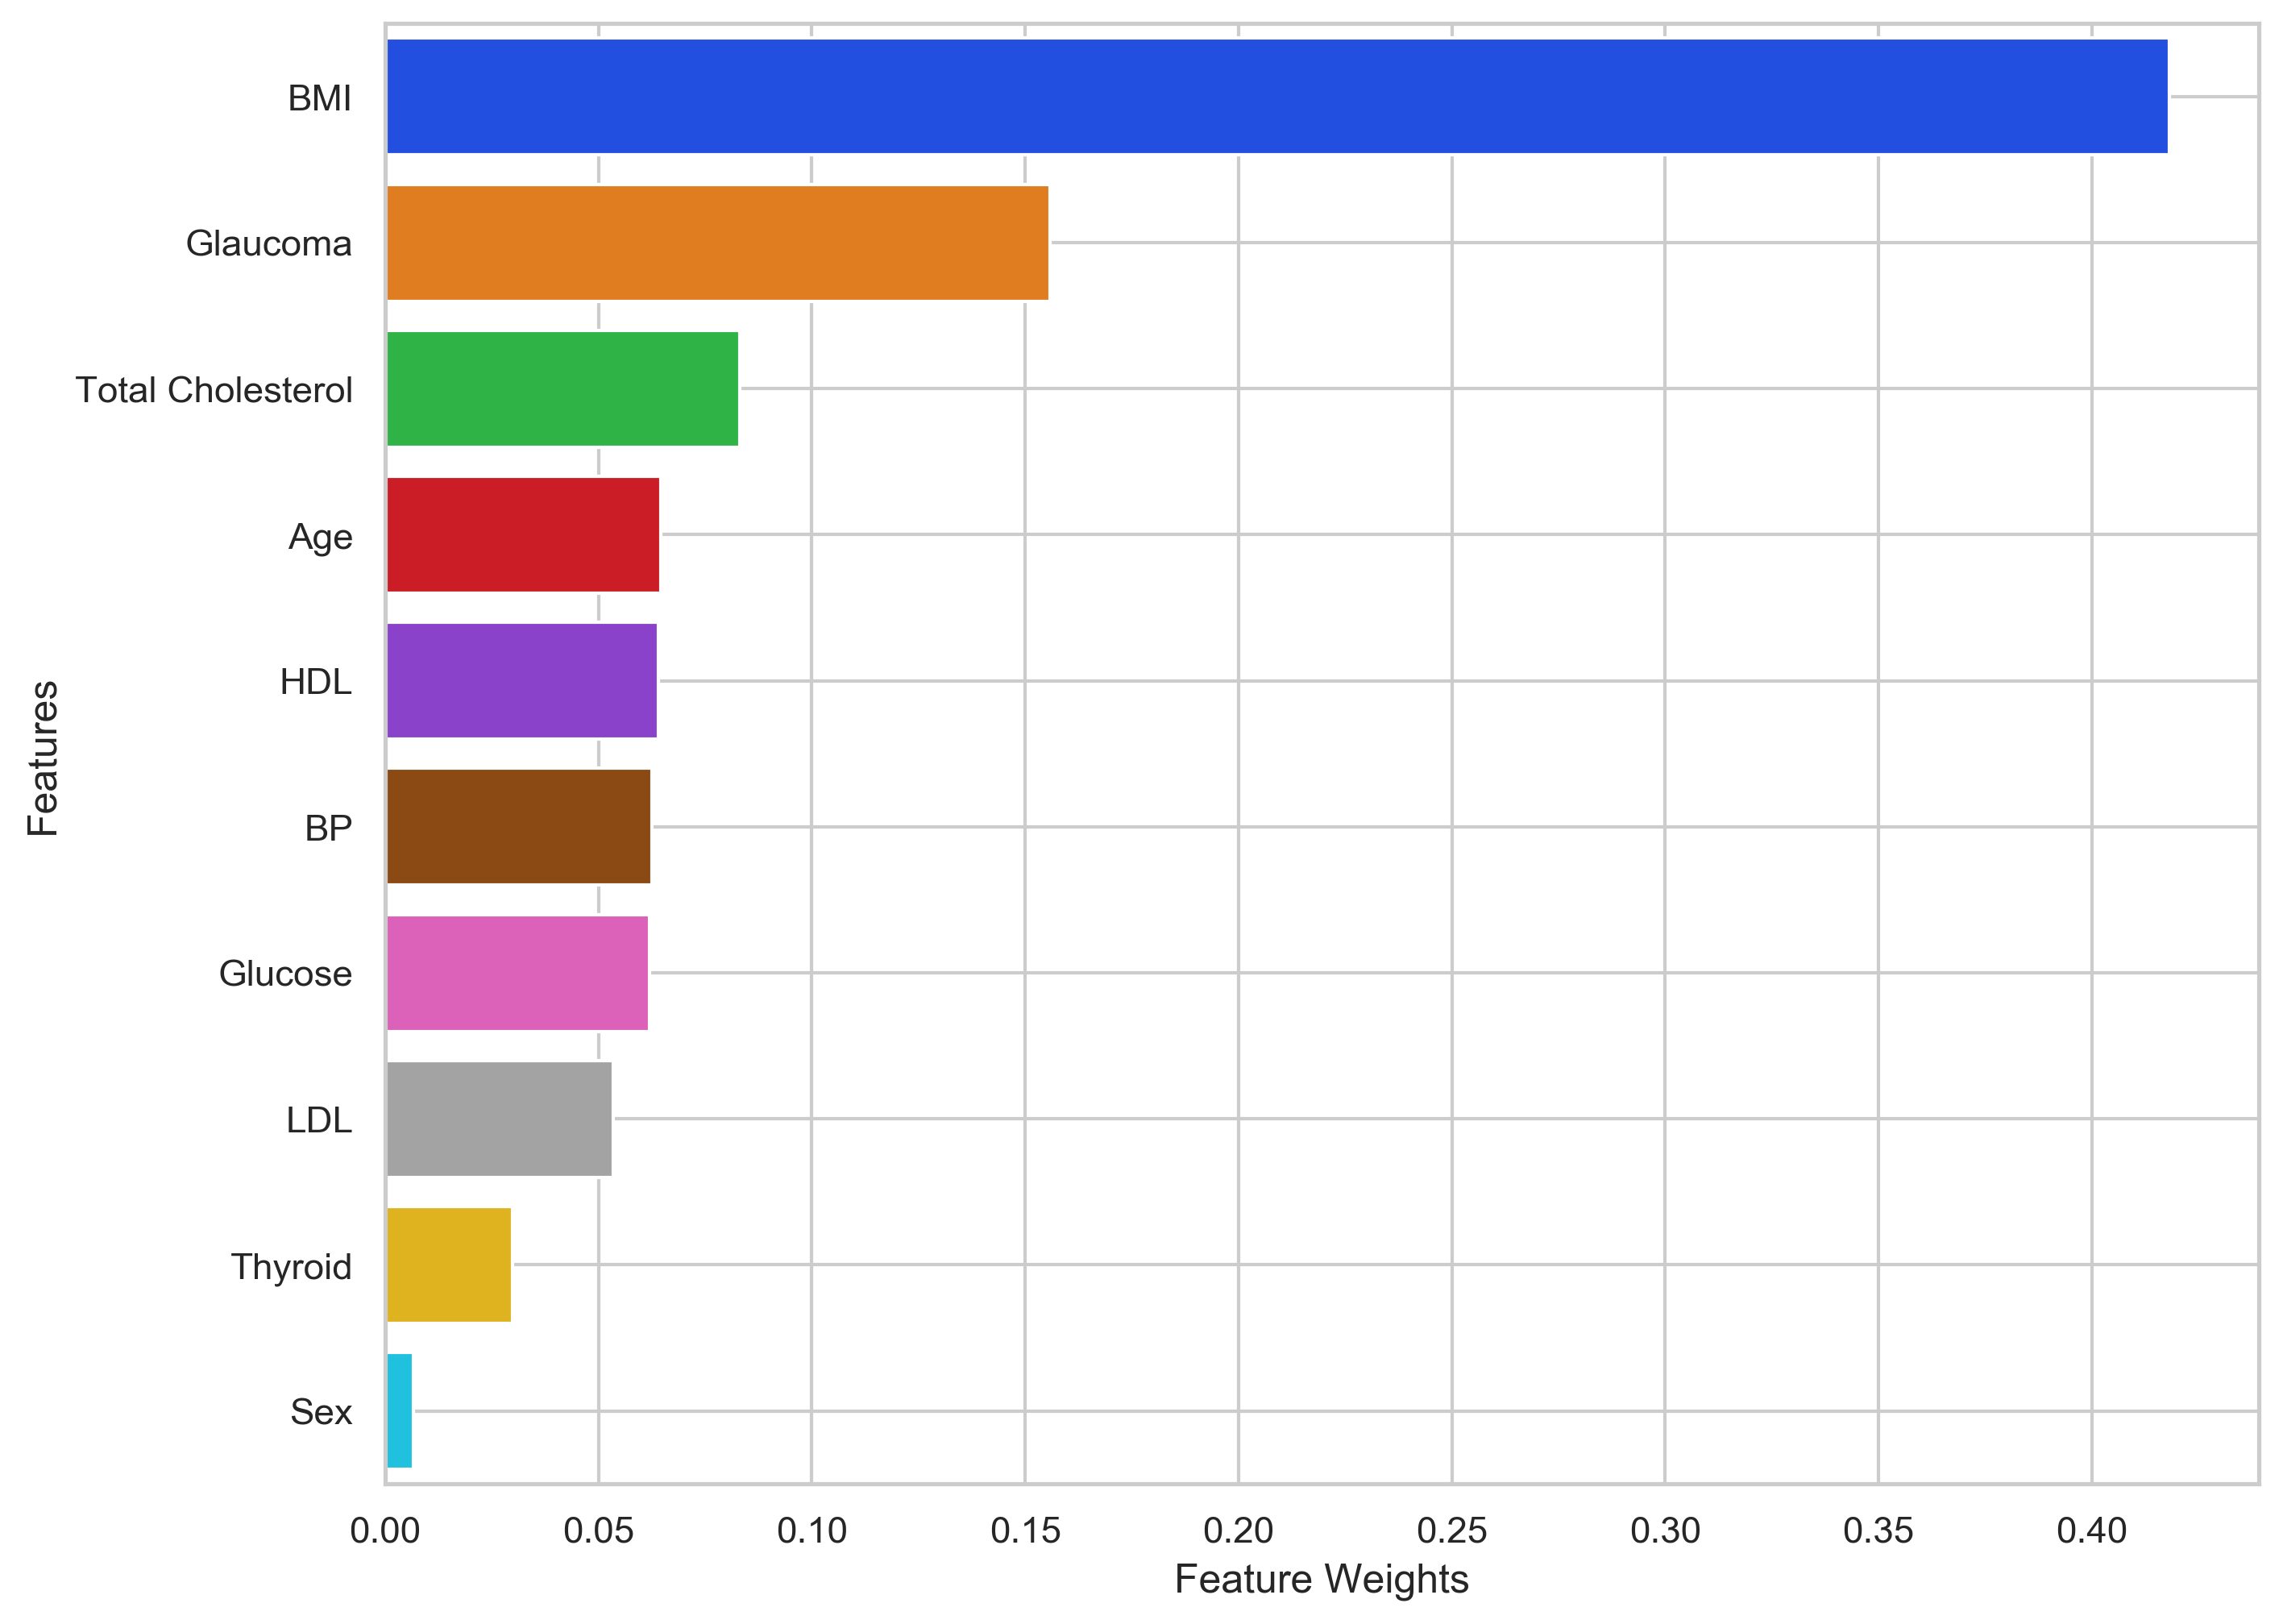 BMI
Glaucoma
Total Cholesterol
Age
HDL
BP
Glucose
LDL
Thyroid
Sex
Features
0.00 0.05 0.10 0.15 0.20 0.25 0.30 0.35 0.40
Feature Weights